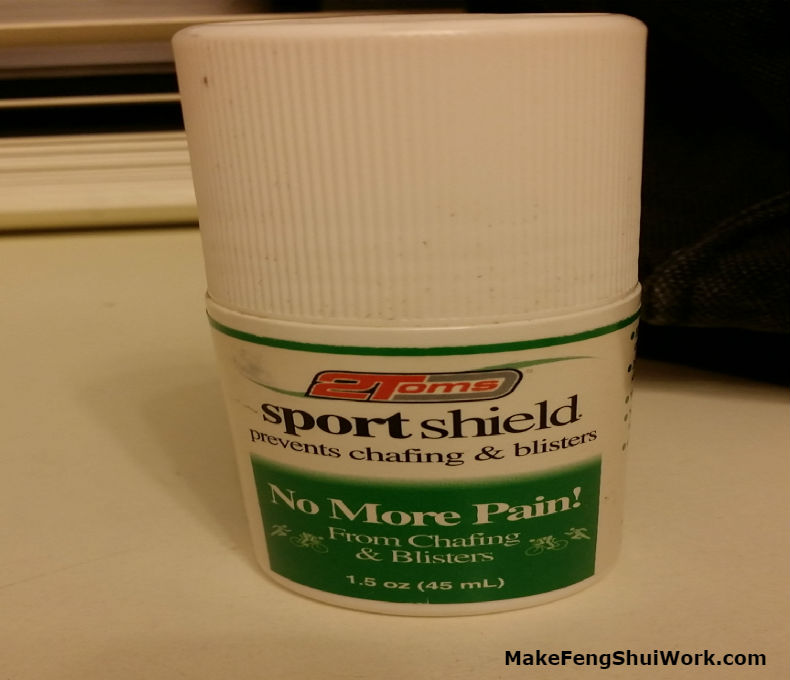 2Toms
sport shield
prevents chafing & blisters
No More Pain!
From Chafing
& Blisters
1.5 oz (45 mL)
MakeFengShuiWork.com